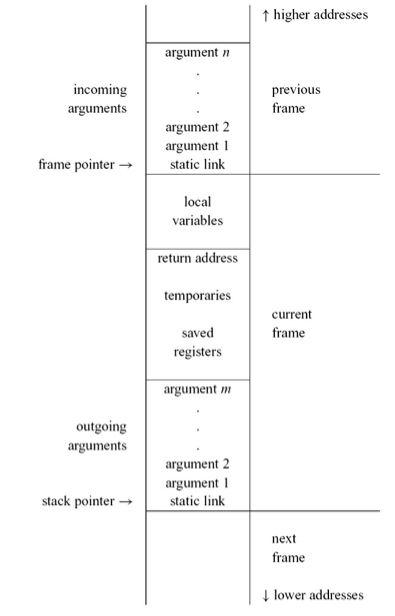 ↑ higher addresses
argument n
.
incoming . previous
arguments . frame
argument 2
argument 1
frame pointer → static link
local
variables
return address
temporaries
current
saved frame
registers
argument m
.
outgoing .
arguments .
argument 2
argument 1
stack pointer → static link
next
frame
↓ lower addresses